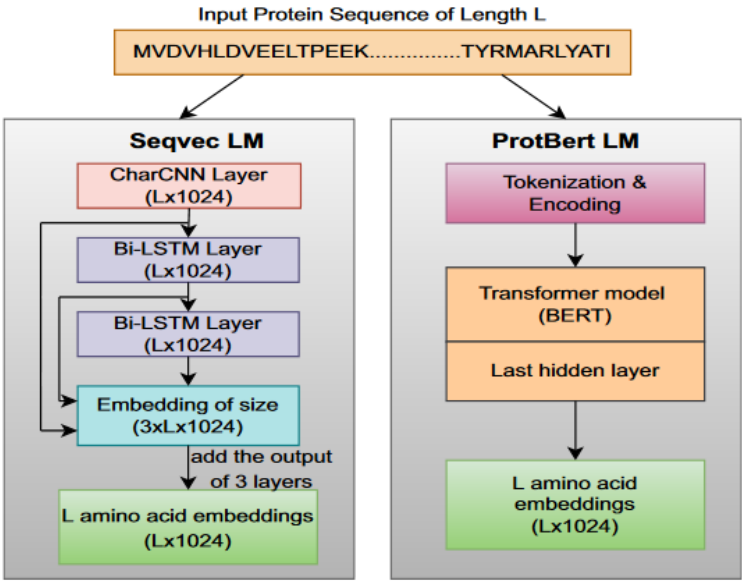 Input Protein Sequence of Length L
MVDVHLDVEELTPEEK...............TYRMARLYATI
Seqvec LM
CharCNN Layer
(Lx1024)
Bi-LSTM Layer
(Lx1024)
Bi-LSTM Layer
(Lx1024)
Embedding of size
(3xLx1024)
add the output
of 3 layers
L amino acid embeddings
(Lx1024)
ProtBert LM
Tokenization &
Encoding
Transformer model
(BERT)
Last hidden layer
L amino acid
embeddings
(Lx1024)